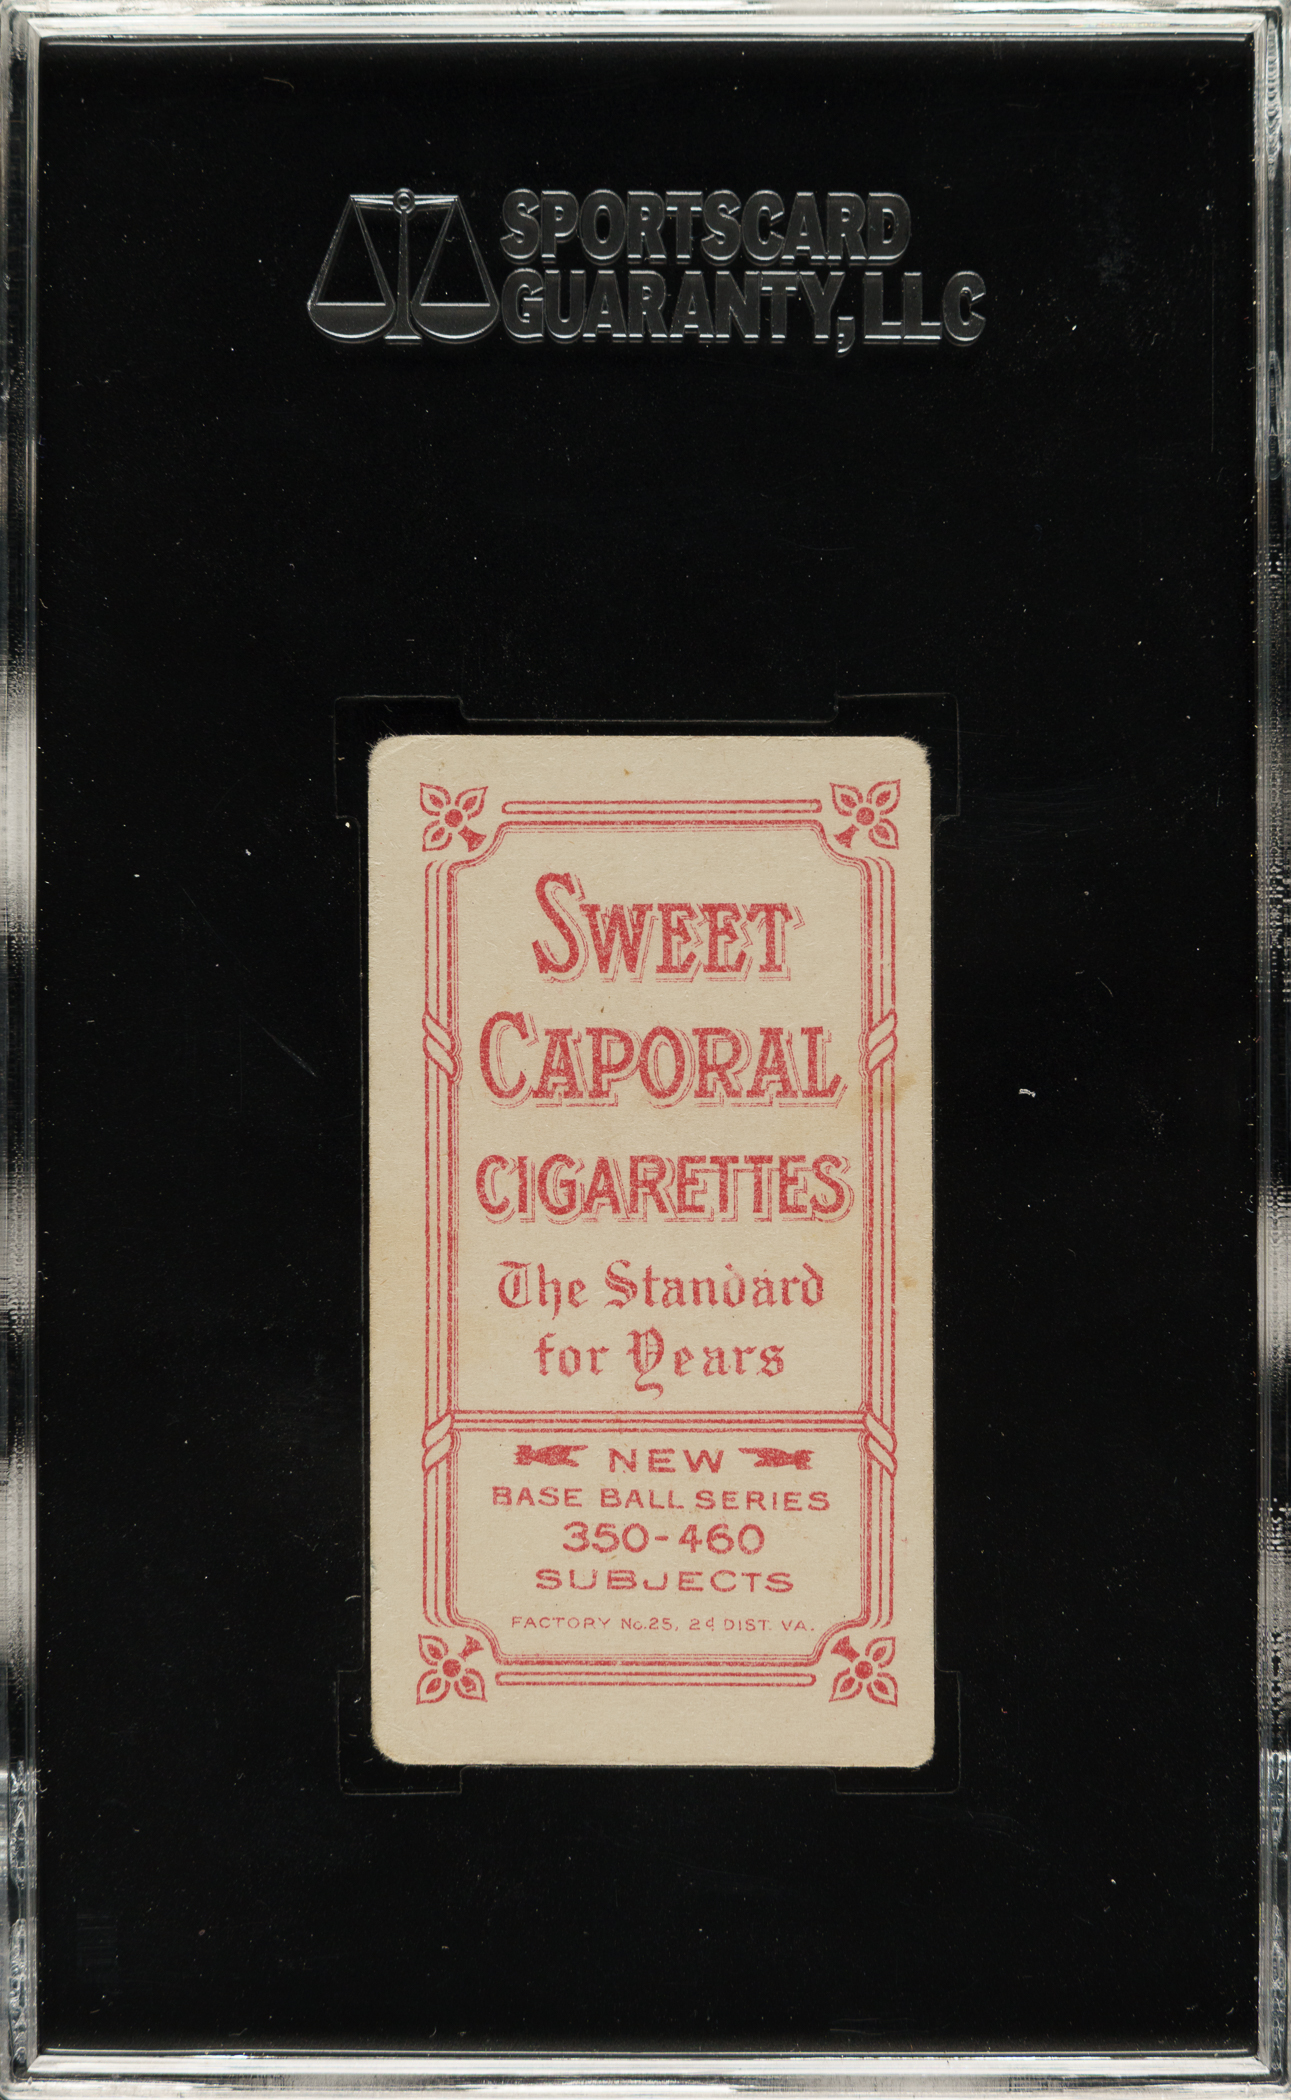 SPORTSCARD
GUARANTY, LLC
SWEET
CAPORAL
CIGARETTES
The Standard
for Years
NEW
BASE BALL SERIES
350-460
SUBJECTS
FACTORY No. 25, 2d DIST. VA.